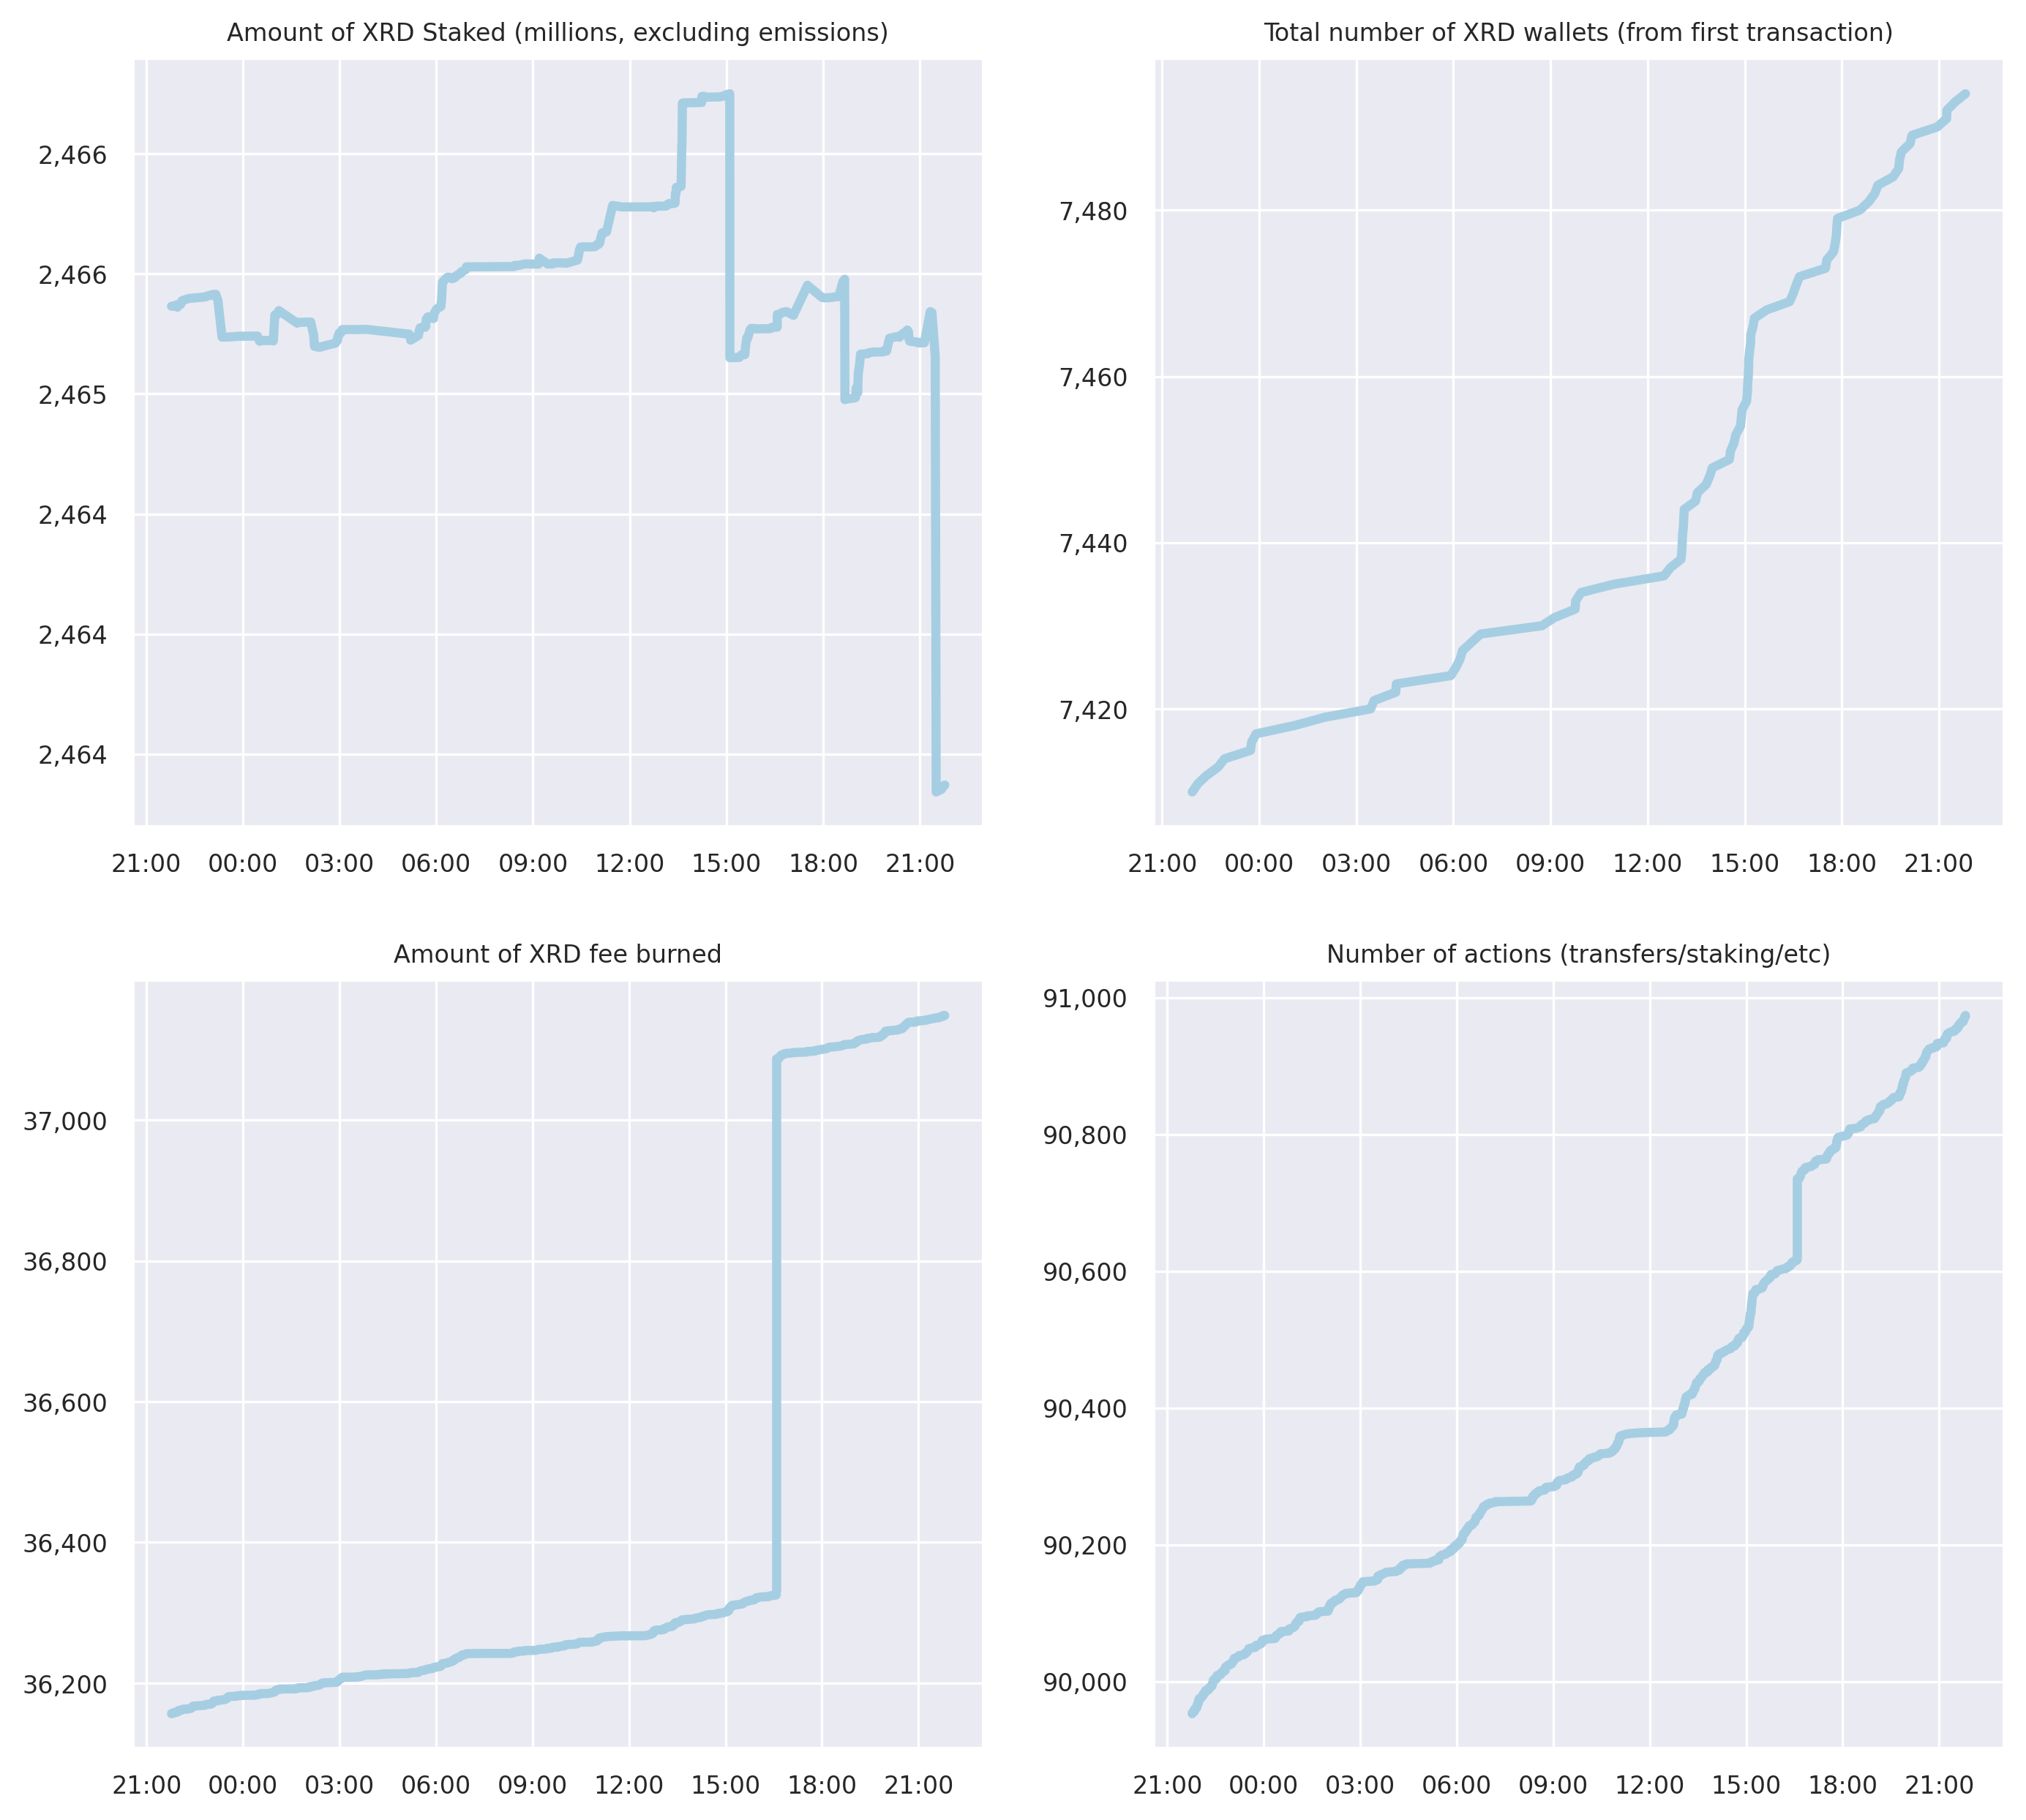 Amount of XRD Staked (millions, excluding emissions)
2,466
2,466
2,465
2,464
2,464
2,464
21:00 00:00 03:00 06:00 09:00 12:00 15:00 18:00 21:00
Total number of XRD wallets (from first transaction)
7,480
7,460
7,440
7,420
21:00 00:00 03:00 06:00 09:00 12:00 15:00 18:00 21:00
Amount of XRD fee burned
37,000
36,800
36,600
36,400
36,200
21:00 00:00 03:00 06:00 09:00 12:00 15:00 18:00 21:00
Number of actions (transfers/staking/etc)
91,000
90,800
90,600
90,400
90,200
90,000
21:00 00:00 03:00 06:00 09:00 12:00 15:00 18:00 21:00